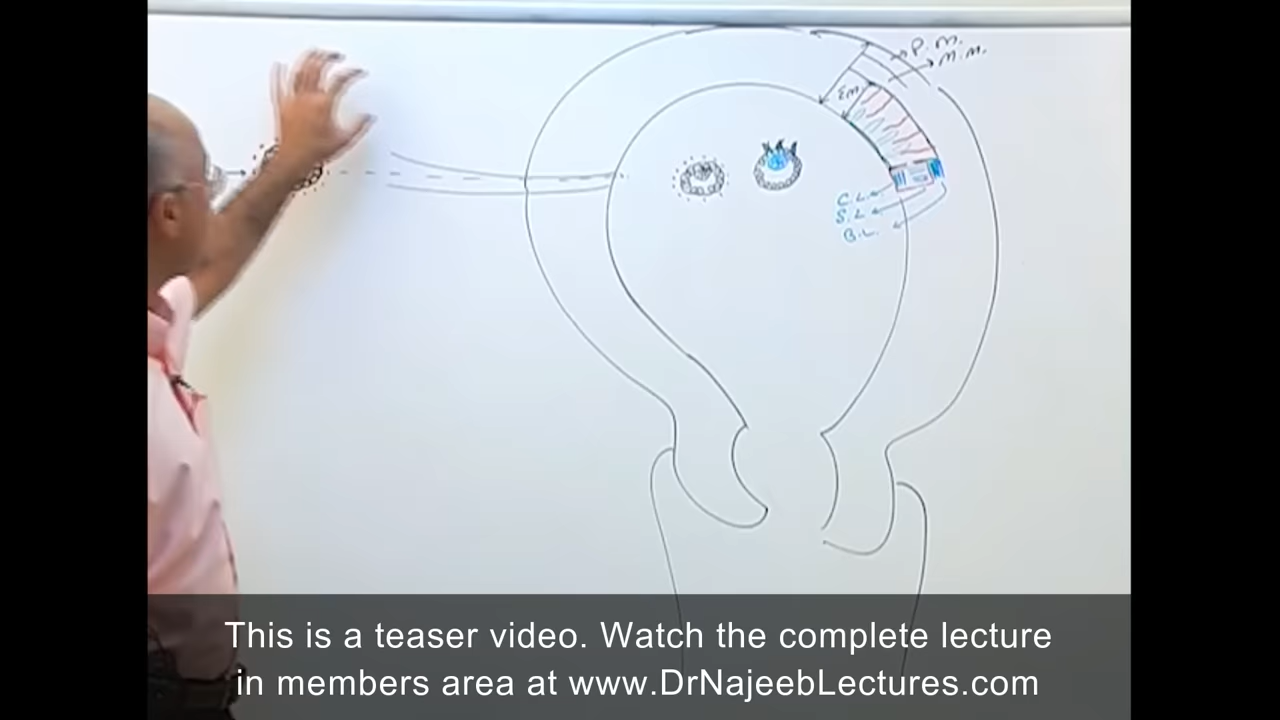 P.M.
M.M.
Em
C.L.
S.L
B.L.
This is a teaser video. Watch the complete lecture
in members area at www.DrNajeebLectures.com